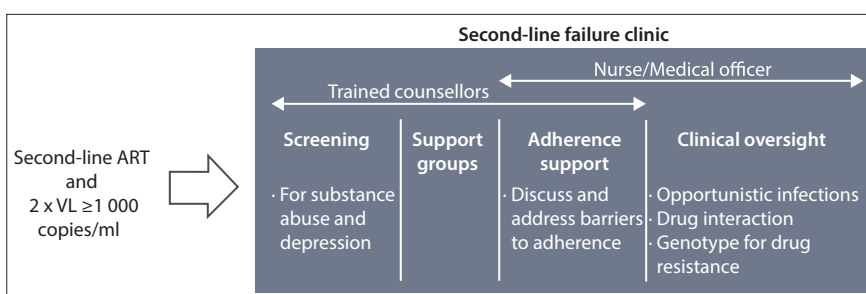 Second-line failure clinic
Nurse/Medical officer
Trained counsellors
Second-line ART
and
2 x VL ≥1 000
copies/ml
Screening
· For substance
abuse and
depression
Support
groups
Adherence
support
· Discuss and
address barriers
to adherence
Clinical oversight
· Opportunistic infections
· Drug interaction
· Genotype for drug
resistance